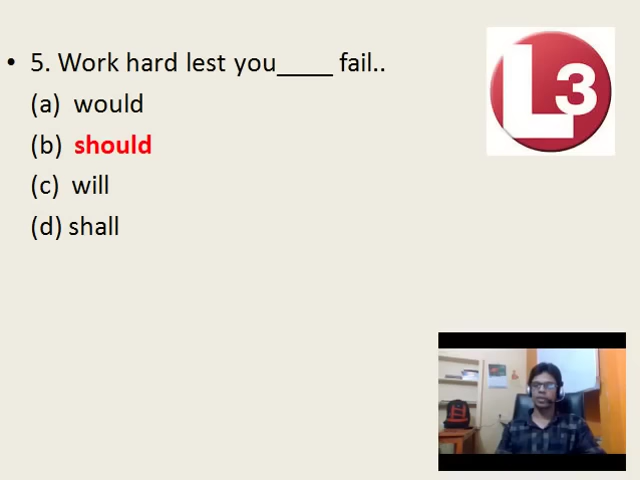 • 5. Work hard lest you____ fail..
(a) would
(b) should
(c) will
(d) shall
L3